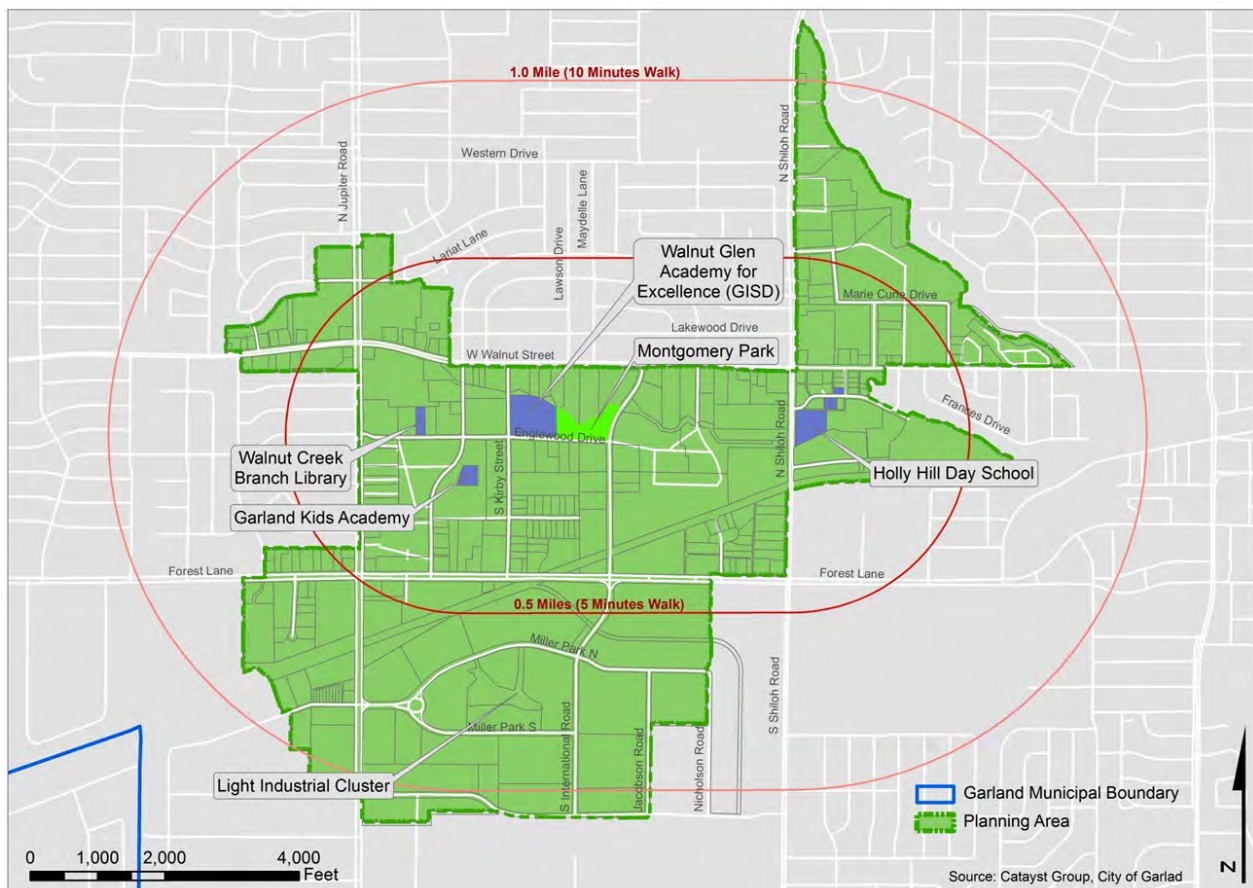 1.0 Mile (10 Minutes Walk)
N Shiloh Road
N Jupiter Road
Western Drive
Maydelle Lane
Lawson Drive
Lariat Lane
Walnut Glen
Academy for
Excellence (GISD)
Marie Curie Drive
Lakewood Drive
W Walnut Street
Montgomery Park
Frances Drive
Englewood Drive
N Shiloh Road
Walnut Creek
Branch Library
S Kirby Street
Holly Hill Day School
Garland Kids Academy
Forest Lane
Forest Lane
0.5 Miles (5 Minutes Walk)
Miller Park N
S Shiloh Road
Miller Park S
S International Road
Jacobson Road
Nicholson Road
Light Industrial Cluster
Garland Municipal Boundary
Planning Area
0 1,000 2,000 4,000
Feet
Source: Catayst Group, City of Garlad
N